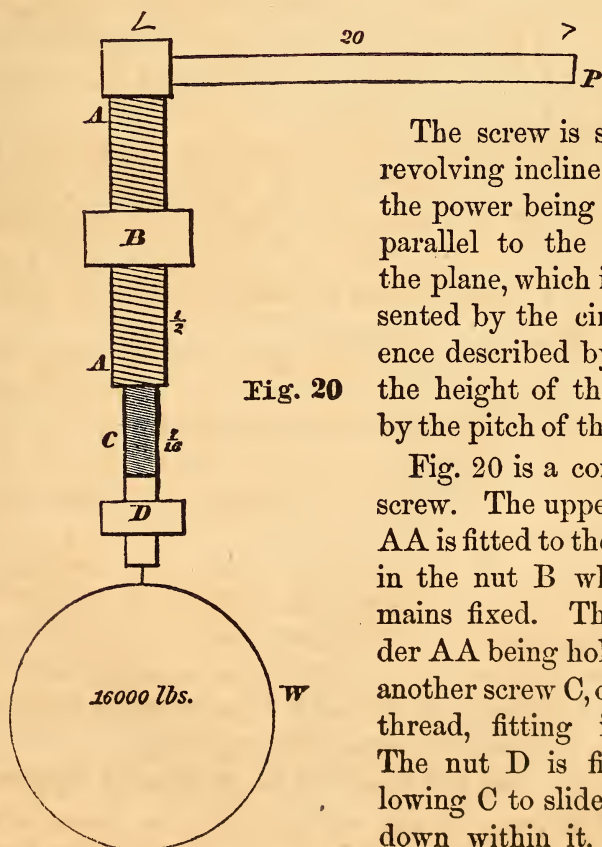 L
20
>
P
A
The screw is s
revolving incline
the power being
parallel to the
the plane, which i
sented by the cir
ence described by
the height of th
by the pitch of th
B
1/2
A
Fig. 20
C
D
Fig. 20 is a co
screw. The uppe
AA is fitted to the
in the nut B wh
mains fixed. Th
der AA being hol
another screw C, o
thread, fitting i
The nut D is fi
lowing C to slide
down within it.
16000 lbs.
W